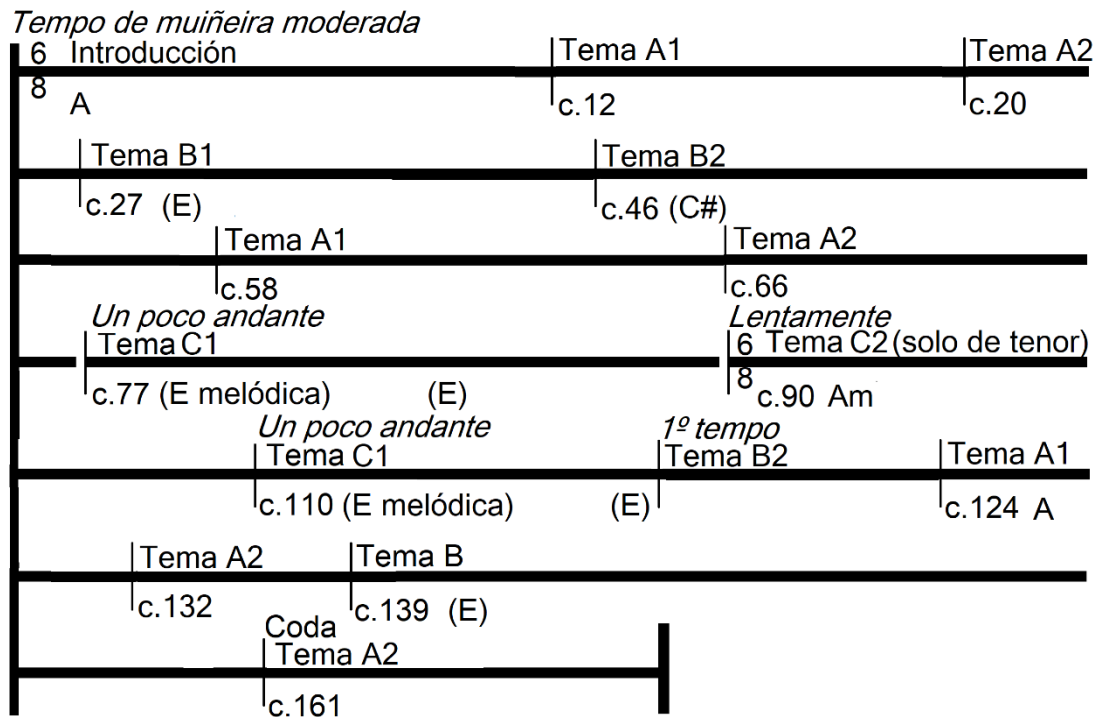 Tempo de muiñeira moderada
6 Introducción Tema A1 Tema A2
8 A c.12 c.20
Tema B1 Tema B2
c.27 (E) c.46 (C#)
Tema A1 Tema A2
c.58 c.66
Un poco andante Lentamente
Tema C1 6 Tema C2 (solo de tenor)
c.77 (E melódica) (E) 8 c.90 Am
Un poco andante 1º tempo
Tema C1 Tema B2 Tema A1
c.110 (E melódica) (E) c.124 A
Tema A2 Tema B
c.132 c.139 (E)
Coda
Tema A2
c.161